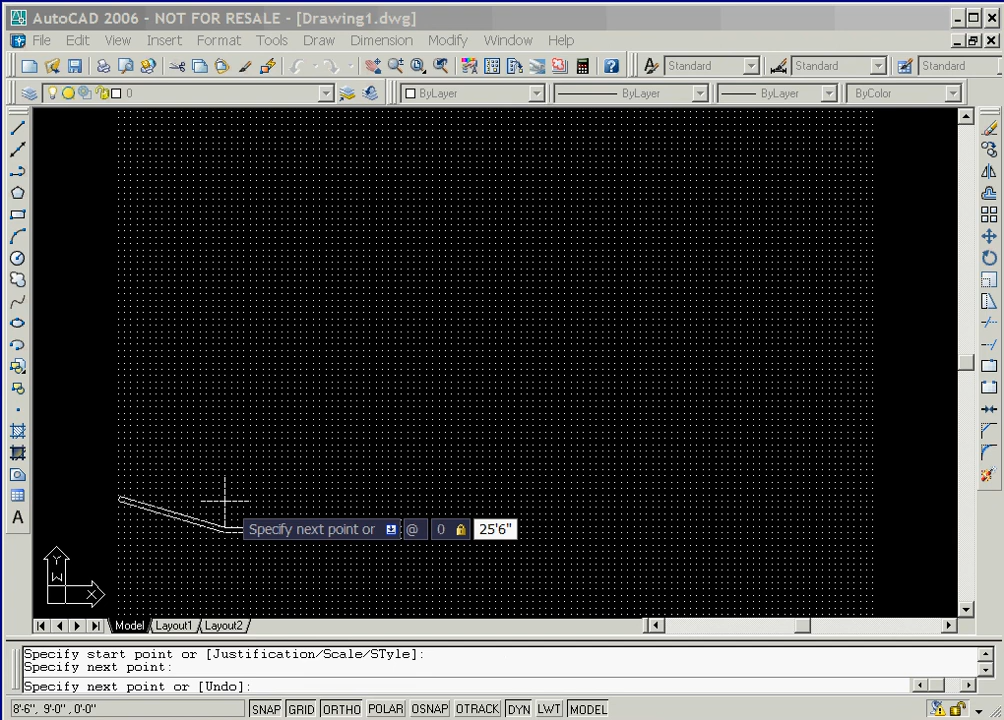 AutoCAD 2006 - NOT FOR RESALE - [Drawing1.dwg]
File Edit View Insert Format Tools Draw Dimension Modify Window Help
Standard Standard Standard
0 ByLayer ByLayer ByLayer ByColor
A
Specify next point or @ 0 25'6"
Y
W
X
Model Layout1 Layout2
Specify start point or [Justification/Scale/STyle]:
Specify next point:
Specify next point or [Undo]:
8'-6", 9'-0", 0'-0" SNAP GRID ORTHO POLAR OSNAP OTRACK DYN LWT MODEL